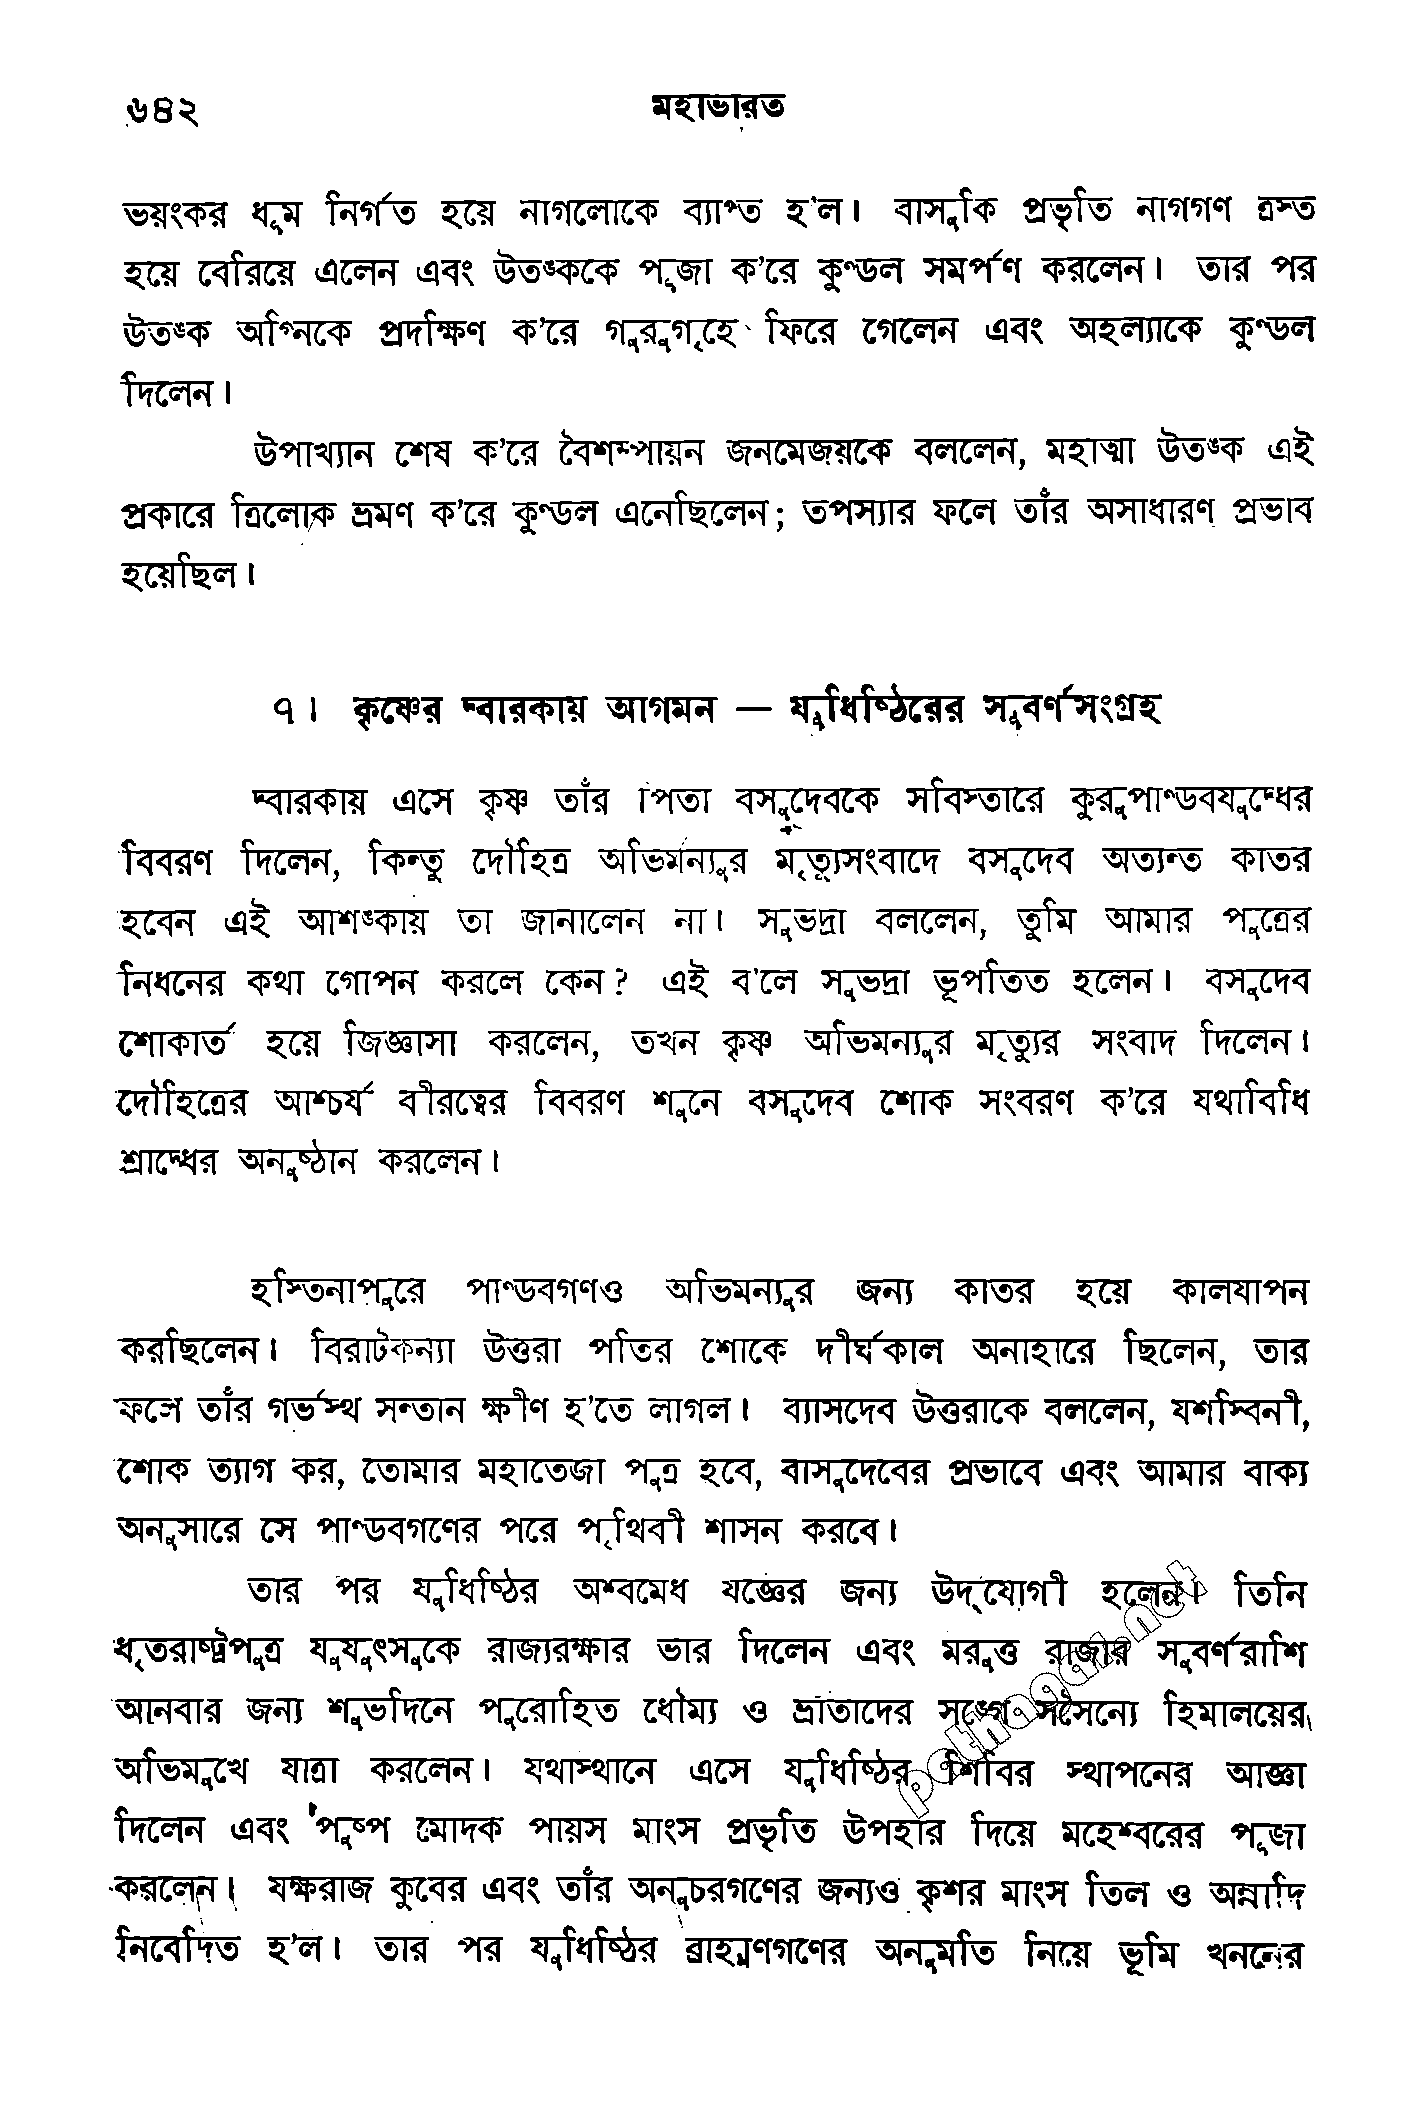 ৬৪২ মহাভারত
ভয়ংকর ধূম নির্গত হয়ে নাগলোকে ব্যাপ্ত হ'ল। বাসুকি প্রভৃতি নাগগণ ত্রস্ত
হয়ে বেরিয়ে এলেন এবং উতঙ্ককে পূজা ক'রে কুণ্ডল সমর্পণ করলেন। তার পর
উতঙ্ক অগ্নিকে প্রদক্ষিণ ক'রে গুরুগৃহে ফিরে গেলেন এবং অহল্যাকে কুণ্ডল
দিলেন।
উপাখ্যান শেষ ক'রে বৈশম্পায়ন জনমেজয়কে বললেন, মহাত্মা উতঙ্ক এই
প্রকারে ত্রিলোক ভ্রমণ ক'রে কুণ্ডল এনেছিলেন; তপস্যার ফলে তাঁর অসাধারণ প্রভাব
হয়েছিল।
৭। কৃষ্ণের দ্বারকায় আগমন — যুধিষ্ঠিরের সুবর্ণসংগ্রহ
দ্বারকায় এসে কৃষ্ণ তাঁর পিতা বসুদেবকে সবিস্তারে কুরুপাণ্ডবযুদ্ধের
বিবরণ দিলেন, কিন্তু দৌহিত্র অভিমন্যুর মৃত্যুসংবাদে বসুদেব অত্যন্ত কাতর
হবেন এই আশঙ্কায় তা জানালেন না। সুভদ্রা বললেন, তুমি আমার পুত্রের
নিধনের কথা গোপন করলে কেন? এই ব'লে সুভদ্রা ভূপতিত হলেন। বসুদেব
শোকার্ত হয়ে জিজ্ঞাসা করলেন, তখন কৃষ্ণ অভিমন্যুর মৃত্যুর সংবাদ দিলেন।
দৌহিত্রের আশ্চর্য বীরত্বের বিবরণ শুনে বসুদেব শোক সংবরণ ক'রে যথাবিধি
শ্রাদ্ধের অনুষ্ঠান করলেন।
হস্তিনাপুরে পাণ্ডবগণও অভিমন্যুর জন্য কাতর হয়ে কালযাপন
করছিলেন। বিরাটকন্যা উত্তরা পতির শোকে দীর্ঘকাল অনাহারে ছিলেন, তার
ফলে তাঁর গর্ভস্থ সন্তান ক্ষীণ হ'তে লাগল। ব্যাসদেব উত্তরাকে বললেন, যশস্বিনী,
শোক ত্যাগ কর, তোমার মহাতেজা পুত্র হবে, বাসুদেবের প্রভাবে এবং আমার বাক্য
অনুসারে সে পাণ্ডবগণের পরে পৃথিবী শাসন করবে।
তার পর যুধিষ্ঠির অশ্বমেধ যজ্ঞের জন্য উদ্‌যোগী হলেন। তিনি
ধৃতরাষ্ট্রপুত্র যুযুৎসুকে রাজ্যরক্ষার ভার দিলেন এবং মরুত্ত রাজার সুবর্ণরাশি
আনবার জন্য শুভদিনে পুরোহিত ধৌম্য ও ভ্রাতাদের সঙ্গে সসৈন্যে হিমালয়ের
অভিমুখে যাত্রা করলেন। যথাস্থানে এসে যুধিষ্ঠির শিবির স্থাপনের আজ্ঞা
দিলেন এবং পুষ্প মোদক পায়স মাংস প্রভৃতি উপহার দিয়ে মহেশ্বরের পূজা
করলেন। যক্ষরাজ কুবের এবং তাঁর অনুচরগণের জন্যও কৃশর মাংস তিল ও অন্নাদি
নিবেদিত হ'ল। তার পর যুধিষ্ঠির ব্রাহ্মণগণের অনুমতি নিয়ে ভূমি খননের
pathagar.net